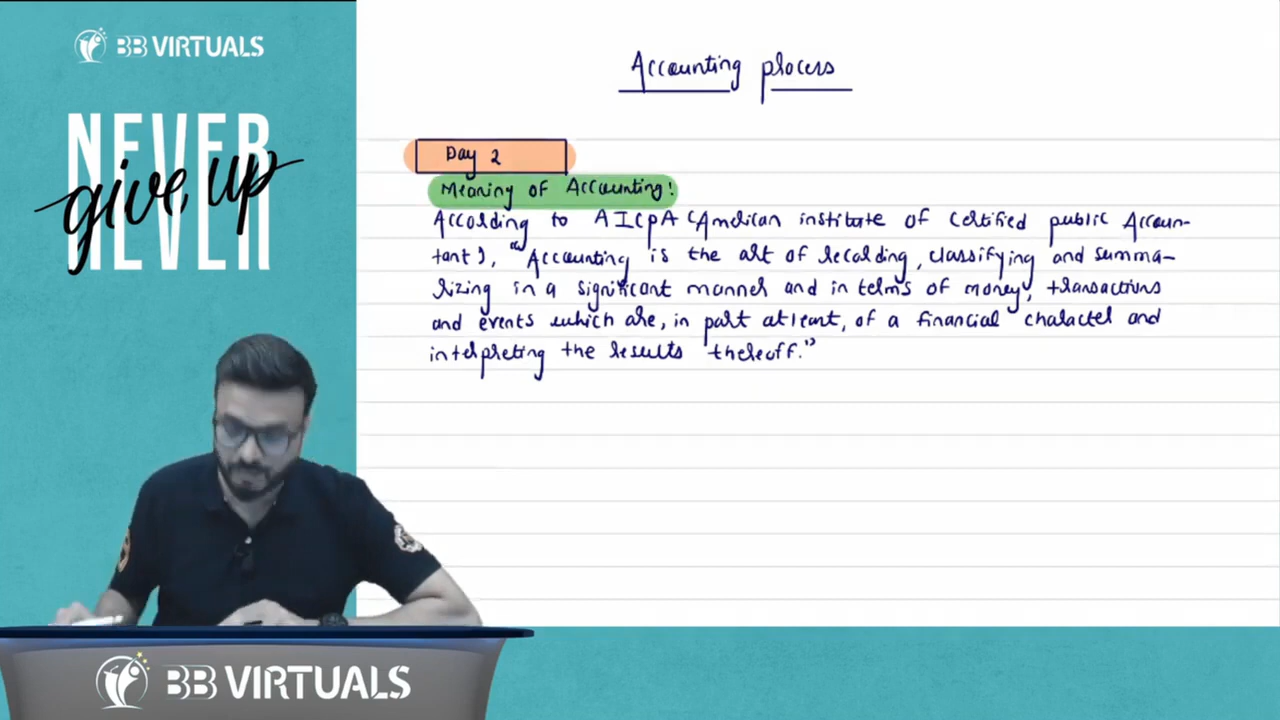 BB VIRTUALS
NEVER
give up
NEVER
Accounting process
Day 2
Meaning of Accounting:
According to AICPA (American institute of certified public Accoun-
tant), "Accounting is the art of recording, classifying and summa-
rizing in a significant manner and in terms of money, transactions
and events which are, in part at least, of a financial character and
interpreting the results thereoff."
BB VIRTUALS